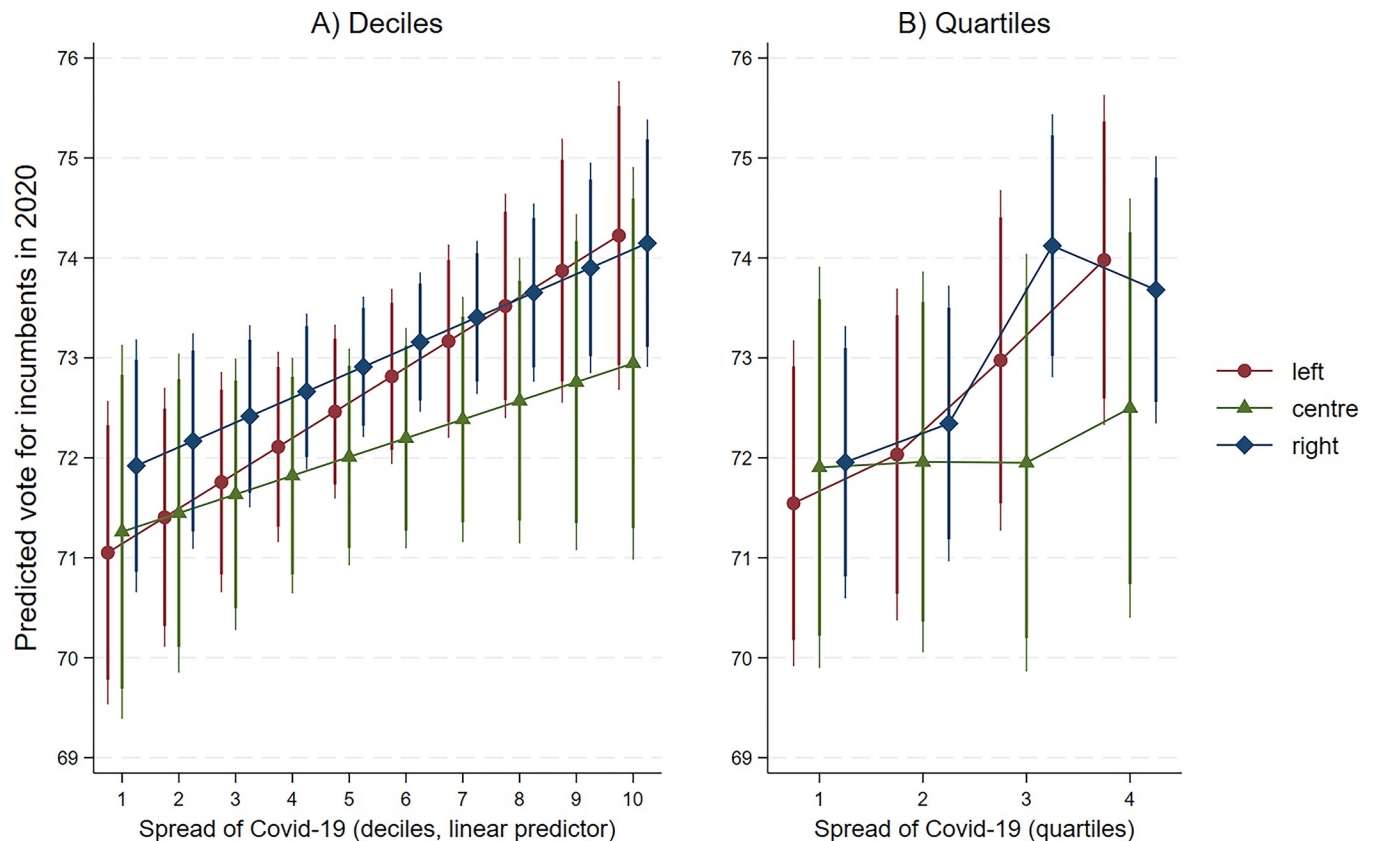 A) Deciles
B) Quartiles
Predicted vote for incumbents in 2020
76
75
74
73
72
71
70
69
1 2 3 4 5 6 7 8 9 10
Spread of Covid-19 (deciles, linear predictor)
76
75
74
73
72
71
70
69
1 2 3 4
Spread of Covid-19 (quartiles)
left
centre
right